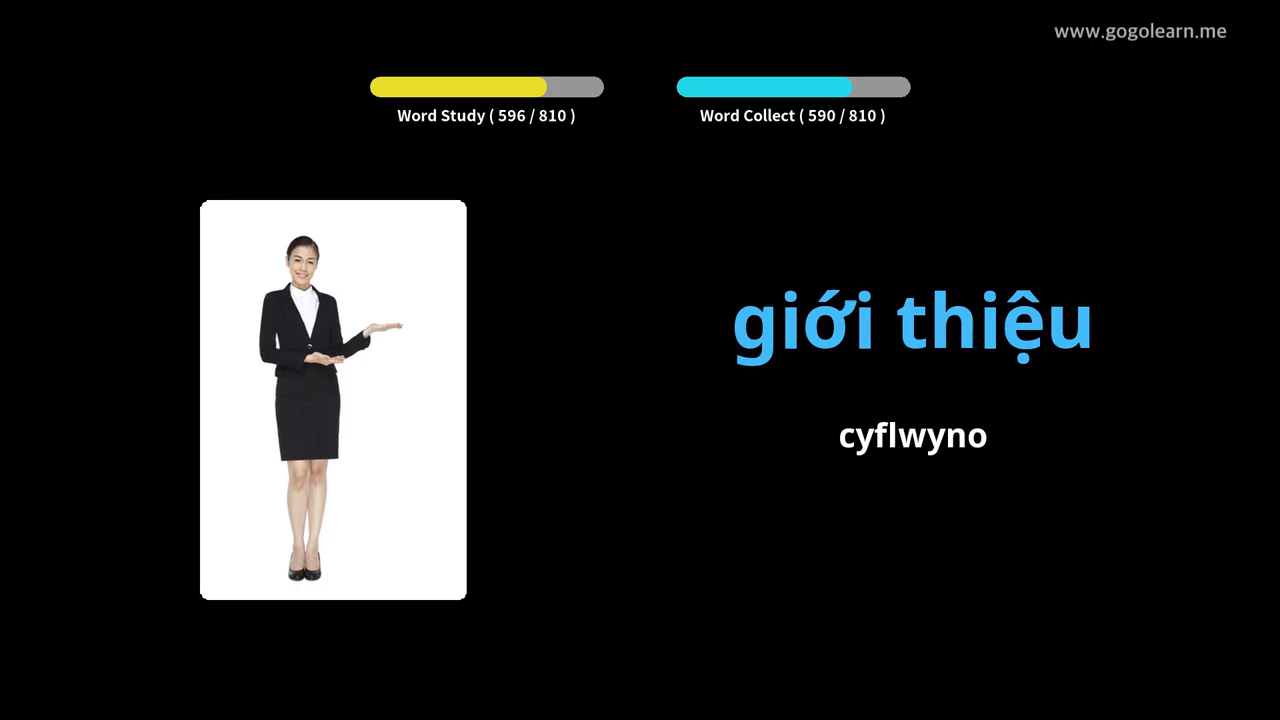 www.gogolearn.me
Word Study ( 596 / 810 )
Word Collect ( 590 / 810 )
giới thiệu
cyflwyno